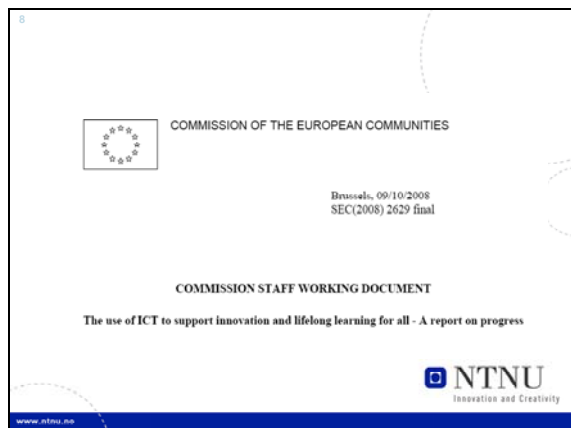 8
COMMISSION OF THE EUROPEAN COMMUNITIES
Brussels, 09/10/2008
SEC(2008) 2629 final
COMMISSION STAFF WORKING DOCUMENT
The use of ICT to support innovation and lifelong learning for all - A report on progress
NTNU
Innovation and Creativity
www.ntnu.no